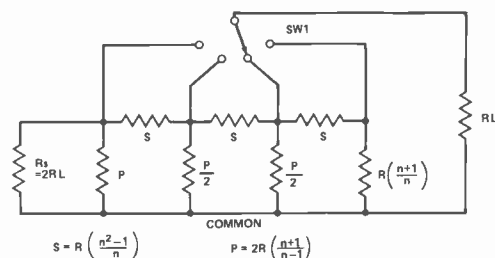 SW1
RL
S
S
S
Rs
=2RL
P
P/2
P/2
R(n+1/n)
COMMON
S = R (n²-1/n)
P = 2R (n+1/n-1)